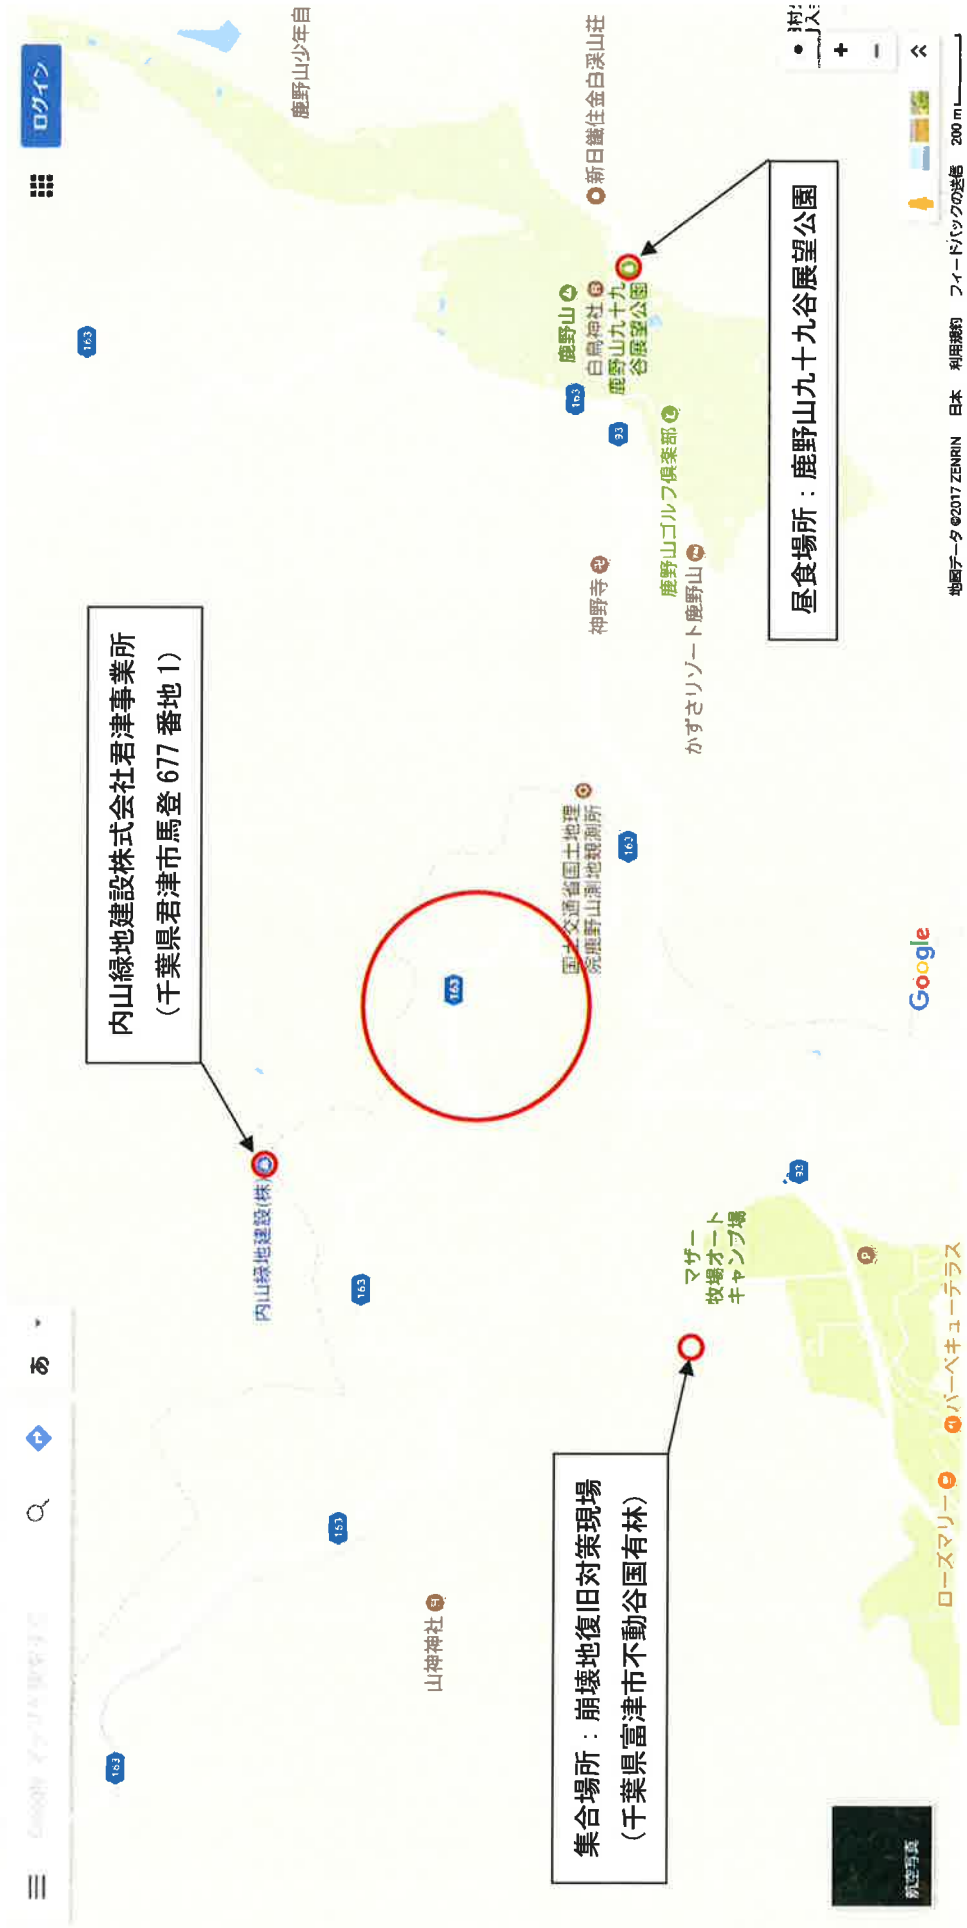 ログイン
あ
163
鹿野山少年自
内山緑地建設株式会社君津事業所
(千葉県君津市馬登 677 番地 1)
内山緑地建設(株)
163
163
163
山神神社
163
新日鐵住金白渓山荘
鹿野山
白鳥神社
鹿野山九十九
谷展望公園
163
93
神野寺
鹿野山ゴルフ倶楽部
かずさリゾート鹿野山
国土交通省国土地理
院鹿野山測地観測所
163
昼食場所：鹿野山九十九谷展望公園
集合場所：崩壊地復旧対策現場
(千葉県富津市不動谷国有林)
マザー
牧場オート
キャンプ場
93
P
バーベキューテラス
ローズマリー
航空写真
Google
地図データ ©2017 ZENRIN 日本 利用規約 フィードバックの送信 200 m